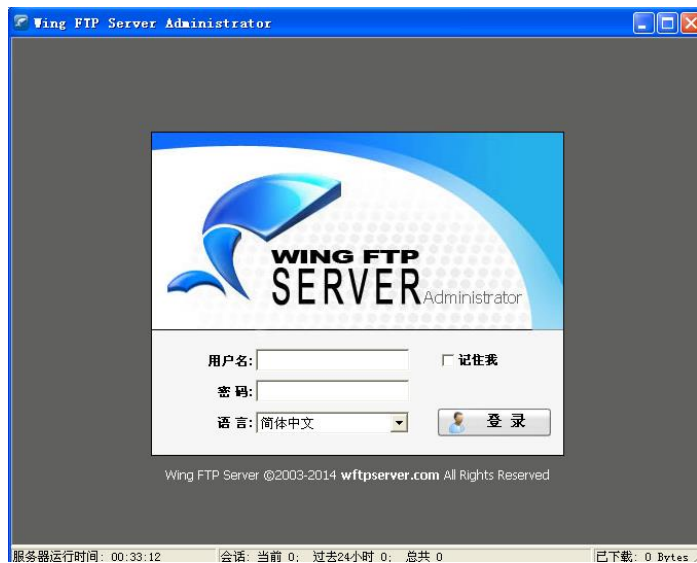 Wing FTP Server Administrator
WING FTP
SERVER Administrator
用户名:
记住我
密 码:
语 言: 简体中文
登 录
Wing FTP Server ©2003-2014 wftpserver.com All Rights Reserved
服务器运行时间: 00:33:12 会话: 当前 0; 过去24小时 0; 总共 0 已下载: 0 Bytes